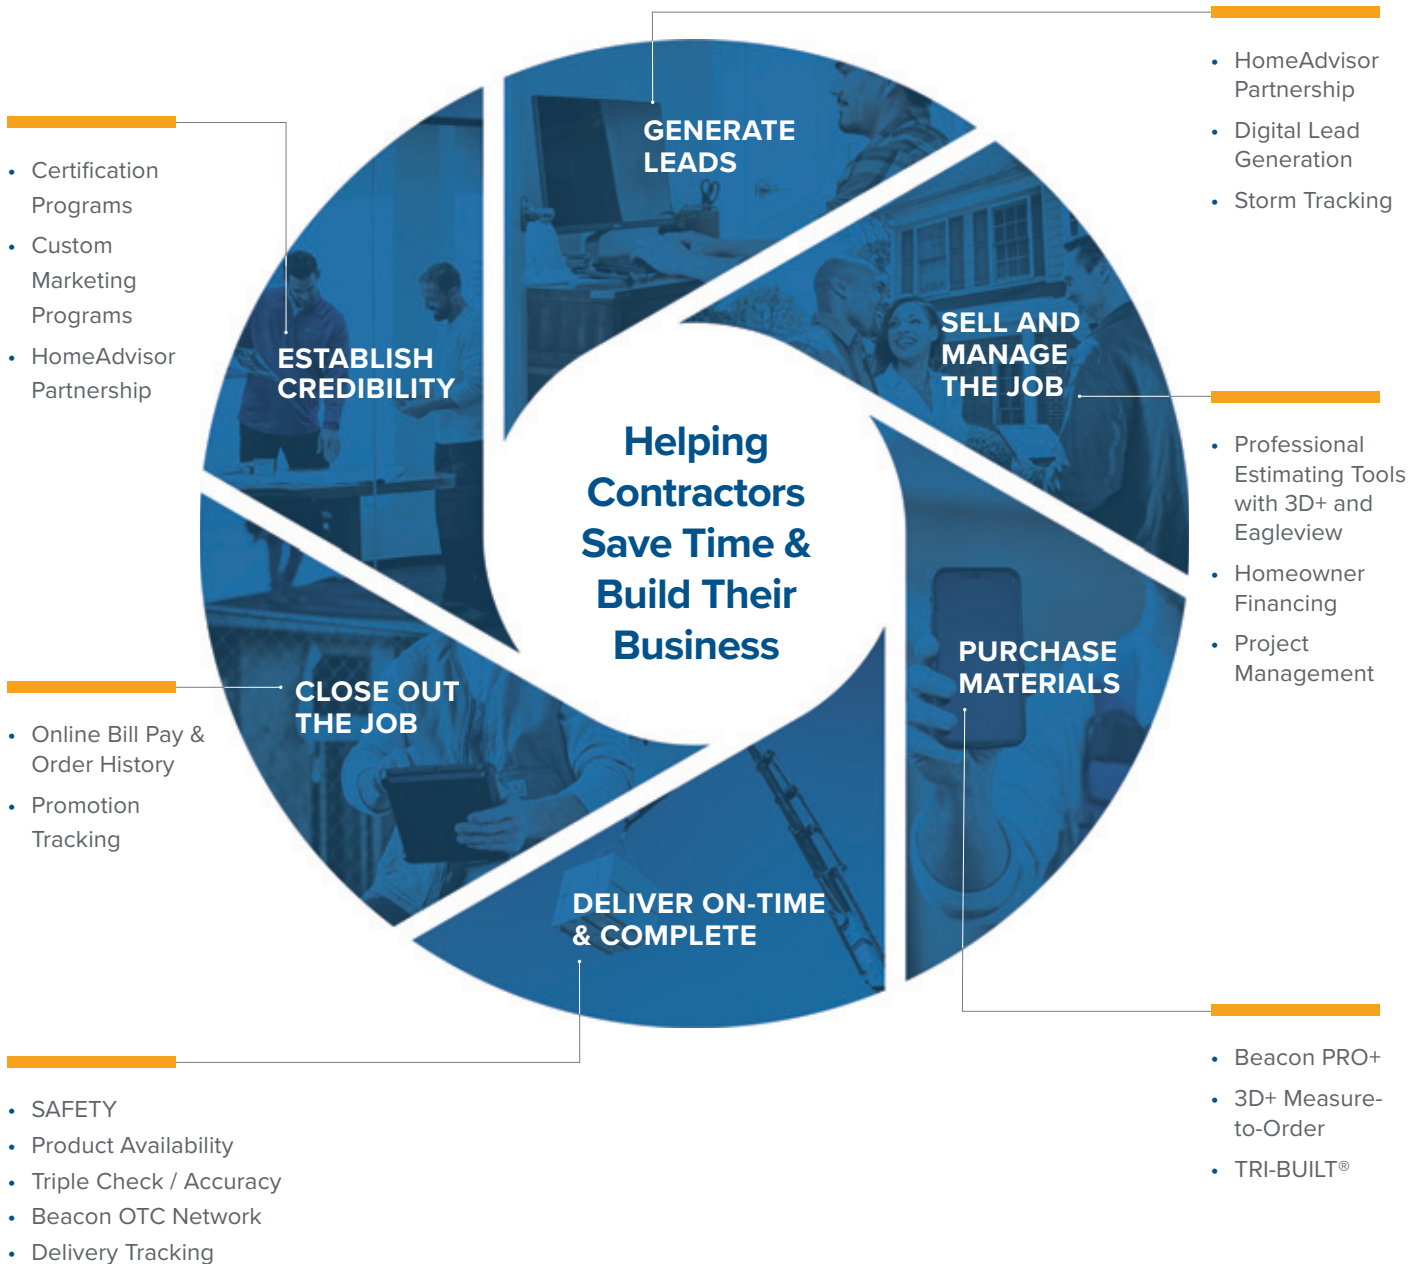 GENERATE
LEADS
• HomeAdvisor
Partnership
• Digital Lead
Generation
• Storm Tracking
SELL AND
MANAGE
THE JOB
• Professional
Estimating Tools
with 3D+ and
Eagleview
• Homeowner
Financing
• Project
Management
PURCHASE
MATERIALS
• Beacon PRO+
• 3D+ Measure-
to-Order
• TRI-BUILT®
DELIVER ON-TIME
& COMPLETE
• SAFETY
• Product Availability
• Triple Check / Accuracy
• Beacon OTC Network
• Delivery Tracking
CLOSE OUT
THE JOB
• Online Bill Pay &
Order History
• Promotion
Tracking
ESTABLISH
CREDIBILITY
• Certification
Programs
• Custom
Marketing
Programs
• HomeAdvisor
Partnership
Helping
Contractors
Save Time &
Build Their
Business